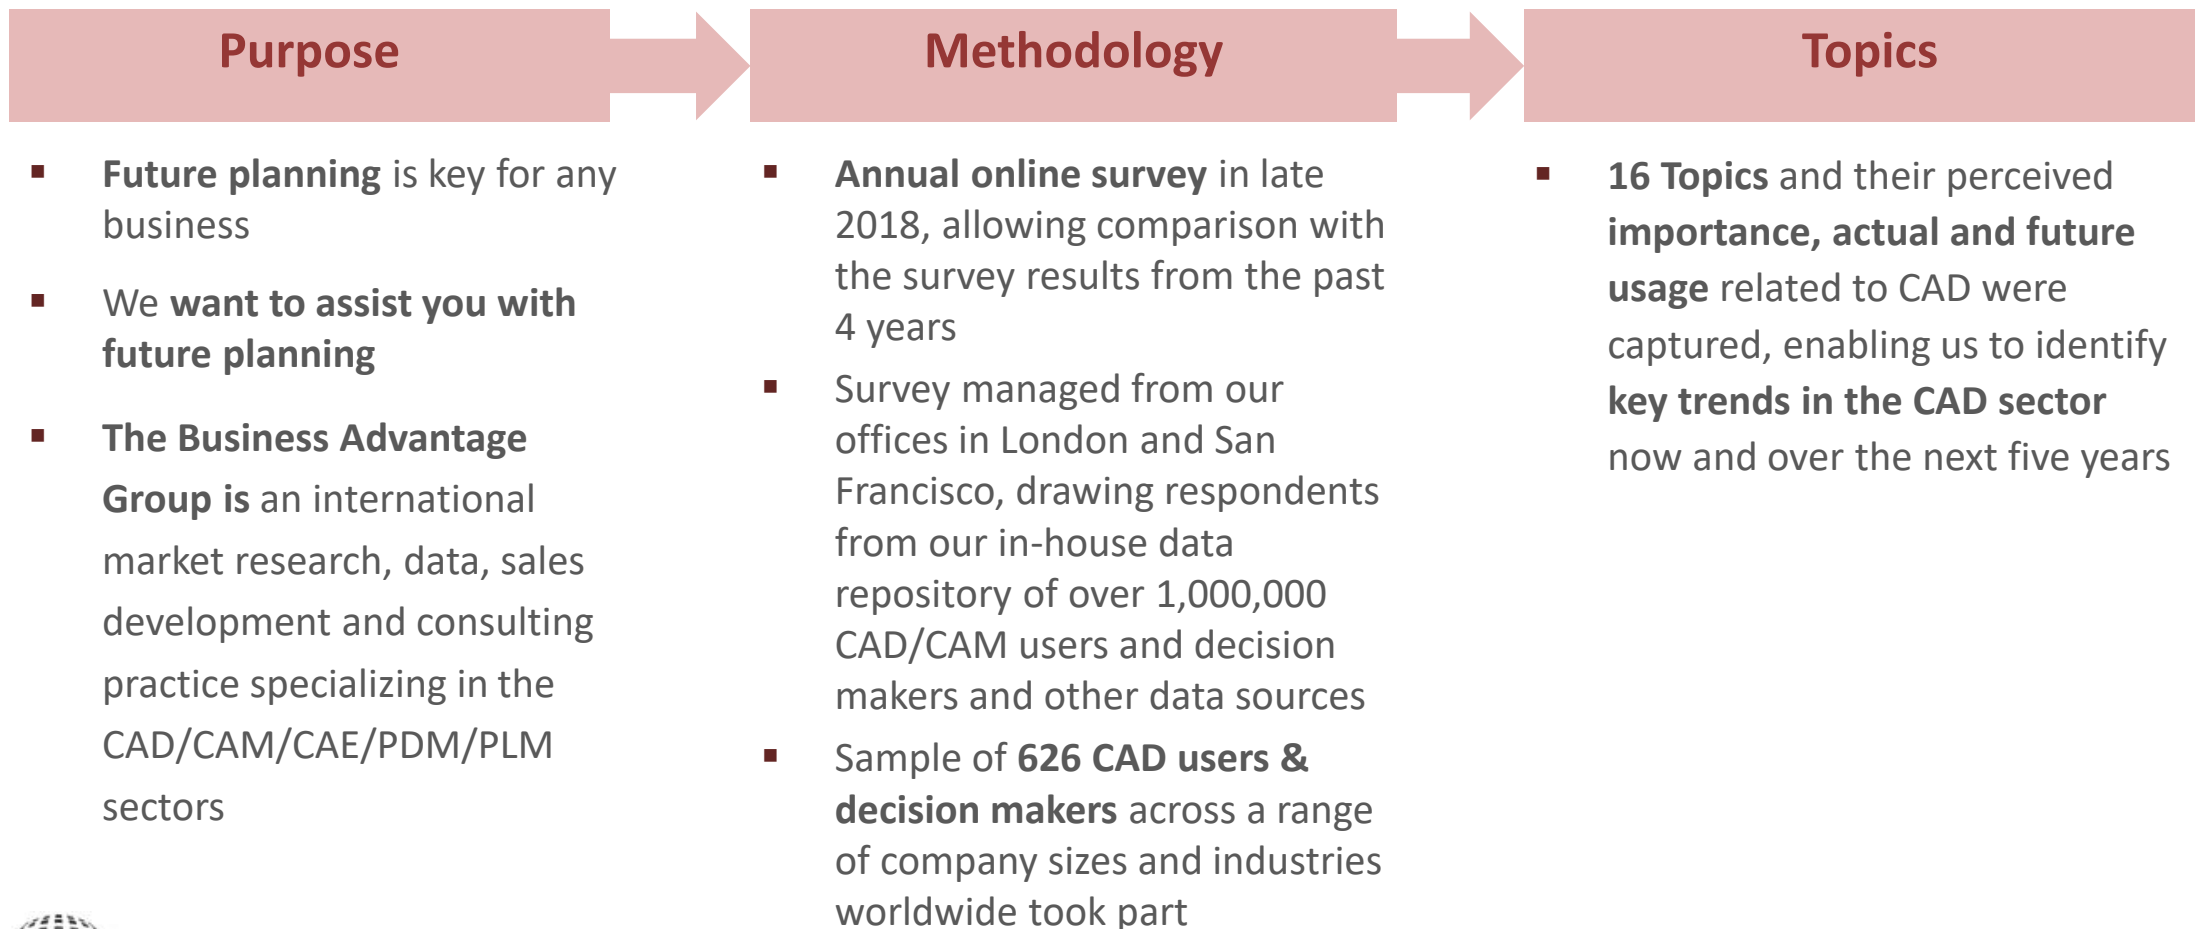 Purpose
Methodology
Topics
▪ Future planning is key for any
business
▪ We want to assist you with
future planning
▪ The Business Advantage
Group is an international
market research, data, sales
development and consulting
practice specializing in the
CAD/CAM/CAE/PDM/PLM
sectors
▪ Annual online survey in late
2018, allowing comparison with
the survey results from the past
4 years
▪ Survey managed from our
offices in London and San
Francisco, drawing respondents
from our in-house data
repository of over 1,000,000
CAD/CAM users and decision
makers and other data sources
▪ Sample of 626 CAD users &
decision makers across a range
of company sizes and industries
worldwide took part
▪ 16 Topics and their perceived
importance, actual and future
usage related to CAD were
captured, enabling us to identify
key trends in the CAD sector
now and over the next five years